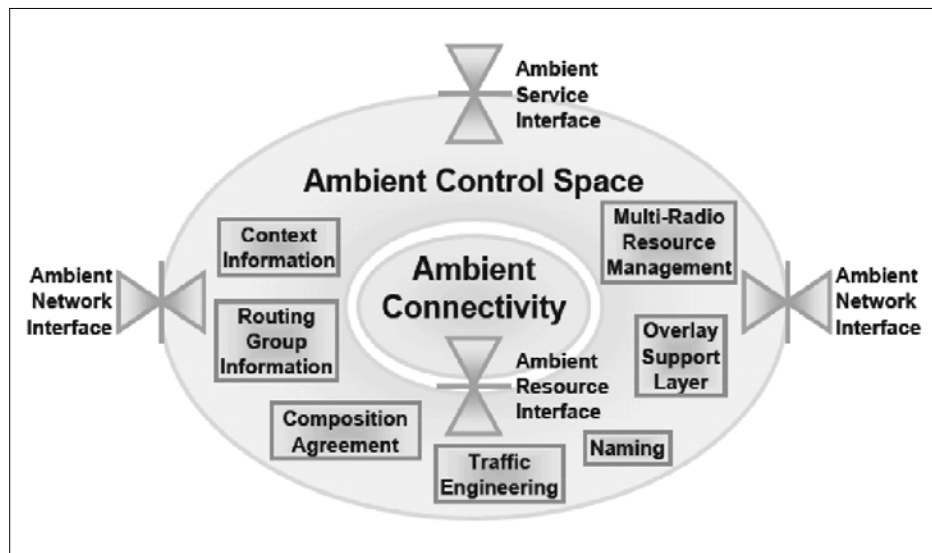 Ambient
Service
Interface
Ambient Control Space
Context
Information
Multi-Radio
Resource
Management
Ambient
Connectivity
Ambient
Network
Interface
Ambient
Network
Interface
Routing
Group
Information
Overlay
Support
Layer
Ambient
Resource
Interface
Composition
Agreement
Traffic
Engineering
Naming